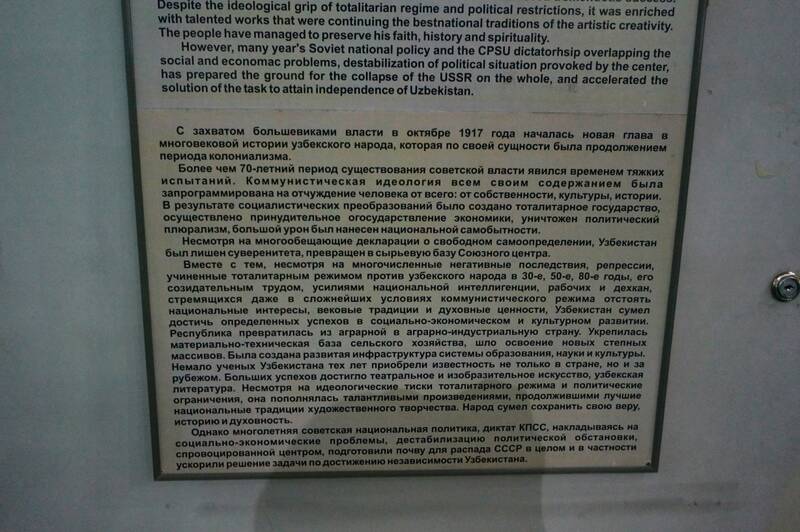 Despite the ideological grip of totalitarian regime and political restrictions, it was enriched
with talented works that were continuing the bestnational traditions of the artistic creativity.
The people have managed to preserve his faith, history and spirituality.
However, many year's Soviet national policy and the CPSU dictatorhsip overlapping the
social and economac problems, destabilization of political situation provoked by the center,
has prepared the ground for the collapse of the USSR on the whole, and accelerated the
solution of the task to attain independence of Uzbekistan.
С захватом большевиками власти в октябре 1917 года началась новая глава в
многовековой истории узбекского народа, которая по своей сущности была продолжением
периода колониализма.
Более чем 70-летний период существования советской власти явился временем тяжких
испытаний. Коммунистическая идеология всем своим содержанием была
запрограммирована на отчуждение человека от всего: от собственности, культуры, истории.
В результате социалистических преобразований было создано тоталитарное государство,
осуществлено принудительное огосударствление экономики, уничтожен политический
плюрализм, большой урон был нанесен национальной самобытности.
Несмотря на многообещающие декларации о свободном самоопределении, Узбекистан
был лишен суверенитета, превращен в сырьевую базу Союзного центра.
Вместе с тем, несмотря на многочисленные негативные последствия, репрессии,
учиненные тоталитарным режимом против узбекского народа в 30-е, 50-е, 80-е годы, его
созидательным трудом, усилиями национальной интеллигенции, рабочих и дехкан,
стремящихся даже в сложнейших условиях коммунистического режима отстоять
национальные интересы, вековые традиции и духовные ценности, Узбекистан сумел
достичь определенных успехов в социально-экономическом и культурном развитии.
Республика превратилась из аграрной в аграрно-индустриальную страну. Укрепилась
материально-техническая база сельского хозяйства, шло освоение новых степных
массивов. Была создана развитая инфраструктура системы образования, науки и культуры.
Немало ученых Узбекистана тех лет приобрели известность не только в стране, но и за
рубежом. Больших успехов достигло театральное и изобразительное искусство, узбекская
литература. Несмотря на идеологические тиски тоталитарного режима и политические
ограничения, она пополнялась талантливыми произведениями, продолжившими лучшие
национальные традиции художественного творчества. Народ сумел сохранить свою веру,
историю и духовность.
Однако многолетняя советская национальная политика, диктат КПСС, накладываясь на
социально-экономические проблемы, дестабилизацию политической обстановки,
спровоцированной центром, подготовили почву для распада СССР в целом и в частности
ускорили решение задачи по достижению независимости Узбекистана.